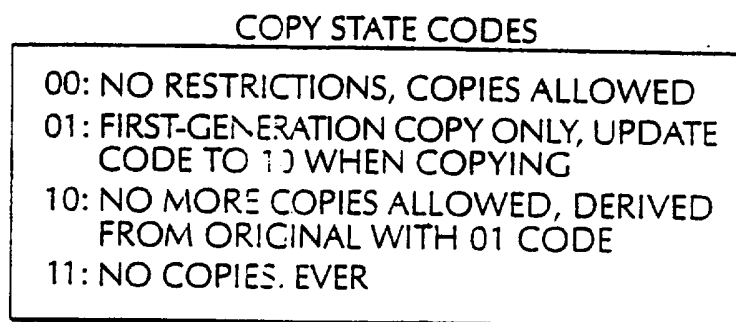 COPY STATE CODES
00: NO RESTRICTIONS, COPIES ALLOWED
01: FIRST-GENERATION COPY ONLY, UPDATE
CODE TO 10 WHEN COPYING
10: NO MORE COPIES ALLOWED, DERIVED
FROM ORIGINAL WITH 01 CODE
11: NO COPIES. EVER